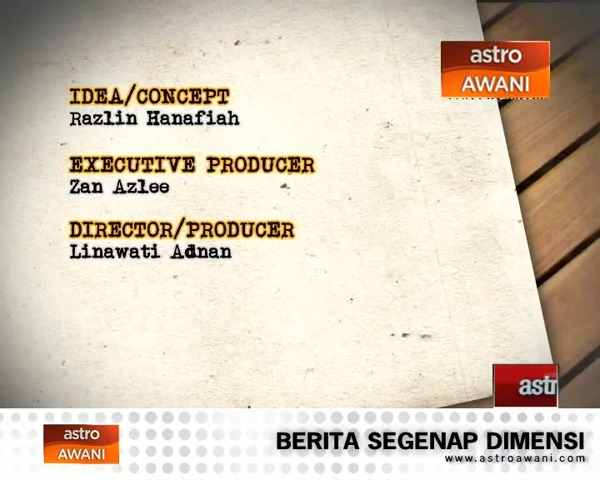 astro
AWANI
IDEA/CONCEPT
Razlin Hanafiah
EXECUTIVE PRODUCER
Zan Azlee
DIRECTOR/PRODUCER
Linawati Adnan
astr
astro
AWANI
BERITA SEGENAP DIMENSI
www.astroawani.com